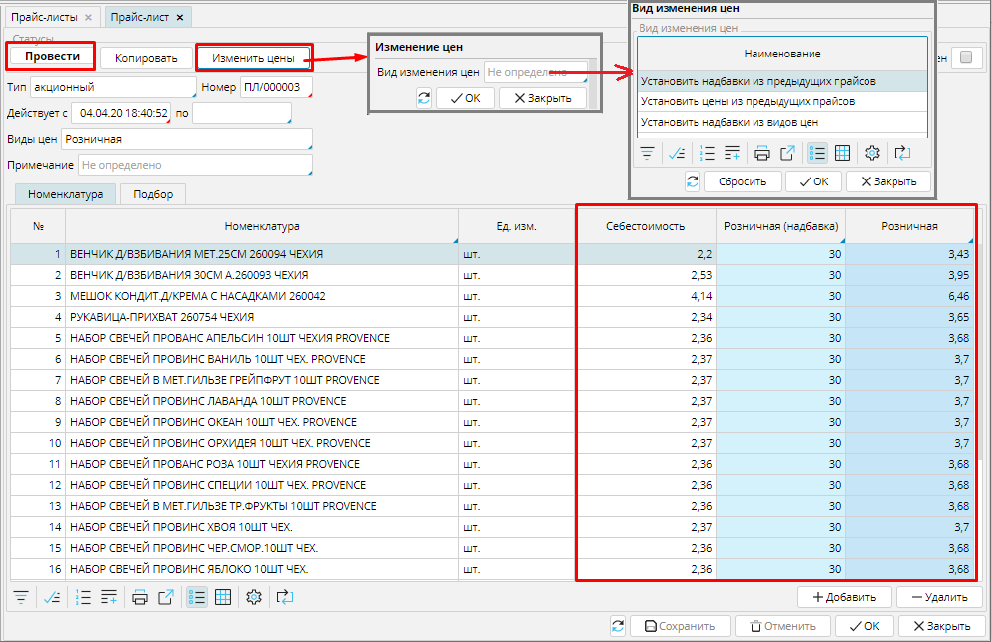 Прайс-листы ×
Прайс-лист ×
Статусы
Провести
Копировать
Изменить цены
Тип
акционный
Номер
ПЛ/000003
Действует с
04.04.20 18:40:52
по
Виды цен
Розничная
Примечание
Не определено
Изменение цен
Вид изменения цен
Не определено
OK
Закрыть
Вид изменения цен
Вид изменения цен
Наименование
Установить надбавки из предыдущих прайсов
Установить цены из предыдущих прайсов
Установить надбавки из видов цен
Сбросить
OK
Закрыть
Номенклатура
Подбор
№ Номенклатура Ед. изм. Себестоимость Розничная (надбавка) Розничная
1 ВЕНЧИК Д/ВЗБИВАНИЯ МЕТ.25СМ 260094 ЧЕХИЯ шт. 2,2 30 3,43
2 ВЕНЧИК Д/ВЗБИВАНИЯ 30СМ А.260093 ЧЕХИЯ шт. 2,53 30 3,95
3 МЕШОК КОНДИТ.Д/КРЕМА С НАСАДКАМИ 260042 шт. 4,14 30 6,46
4 РУКАВИЦА-ПРИХВАТ 260754 ЧЕХИЯ шт. 2,34 30 3,65
5 НАБОР СВЕЧЕЙ ПРОВАНС АПЕЛЬСИН 10ШТ ЧЕХИЯ PROVENCE шт. 2,36 30 3,68
6 НАБОР СВЕЧЕЙ ПРОВИНС ВАНИЛЬ 10ШТ ЧЕХ. PROVENCE шт. 2,37 30 3,7
7 НАБОР СВЕЧЕЙ В МЕТ.ГИЛЬЗЕ ГРЕЙПФРУТ 10ШТ PROVENCE шт. 2,37 30 3,7
8 НАБОР СВЕЧЕЙ ПРОВИНС ЛАВАНДА 10ШТ PROVENCE шт. 2,37 30 3,7
9 НАБОР СВЕЧЕЙ ПРОВИНС ОКЕАН 10ШТ ЧЕХ. PROVENCE шт. 2,37 30 3,7
10 НАБОР СВЕЧЕЙ ПРОВИНС ОРХИДЕЯ 10ШТ ЧЕХ. PROVENCE шт. 2,37 30 3,7
11 НАБОР СВЕЧЕЙ ПРОВАНС РОЗА 10ШТ ЧЕХИЯ PROVENCE шт. 2,36 30 3,68
12 НАБОР СВЕЧЕЙ ПРОВИНС СПЕЦИИ 10ШТ ЧЕХ. PROVENCE шт. 2,36 30 3,68
13 НАБОР СВЕЧЕЙ В МЕТ.ГИЛЬЗЕ ТР.ФРУКТЫ 10ШТ PROVENCE шт. 2,36 30 3,68
14 НАБОР СВЕЧЕЙ ПРОВИНС ХВОЯ 10ШТ ЧЕХ. шт. 2,37 30 3,7
15 НАБОР СВЕЧЕЙ ПРОВИНС ЧЕР.СМОР.10ШТ ЧЕХ. шт. 2,36 30 3,68
16 НАБОР СВЕЧЕЙ ПРОВИНС ЯБЛОКО 10ШТ ЧЕХ. шт. 2,36 30 3,68
+ Добавить
— Удалить
Сохранить
Отменить
OK
Закрыть